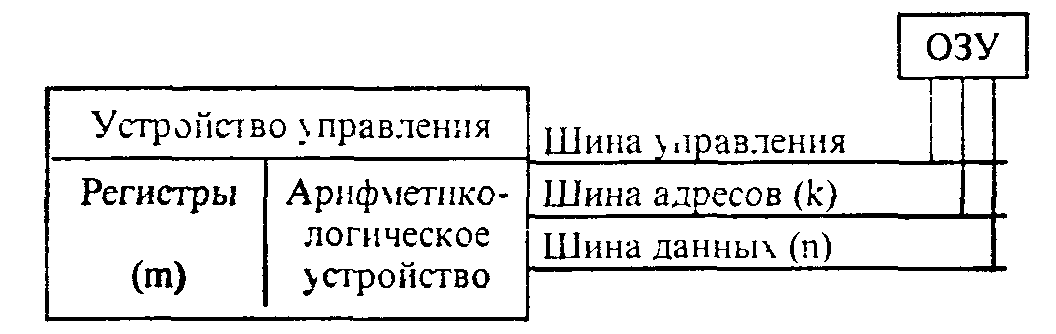 ОЗУ
Устройство управления
Шина управления
Регистры
(m)
Арифметико-
логическое
устройство
Шина адресов (k)
Шина данных (n)